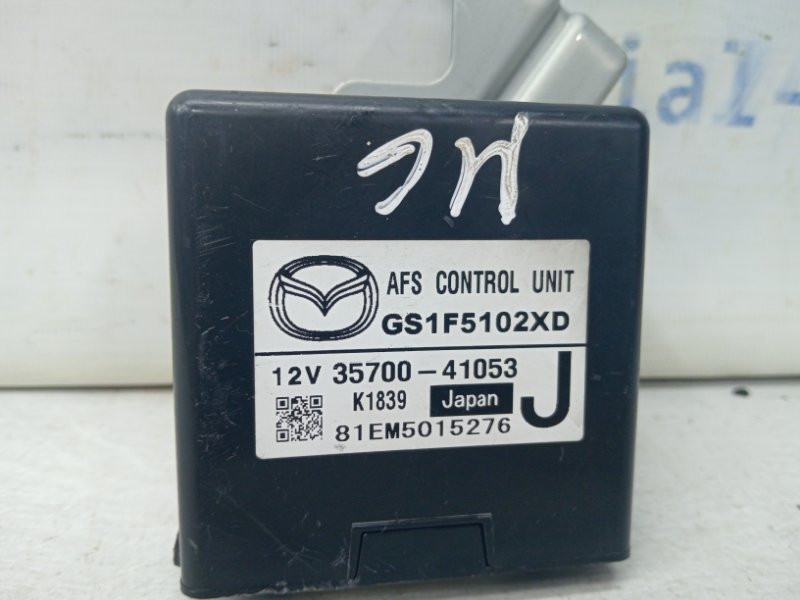 AFS CONTROL UNIT
GS1F5102XD
12V 35700-41053
K1839 Japan J
81EM5015276